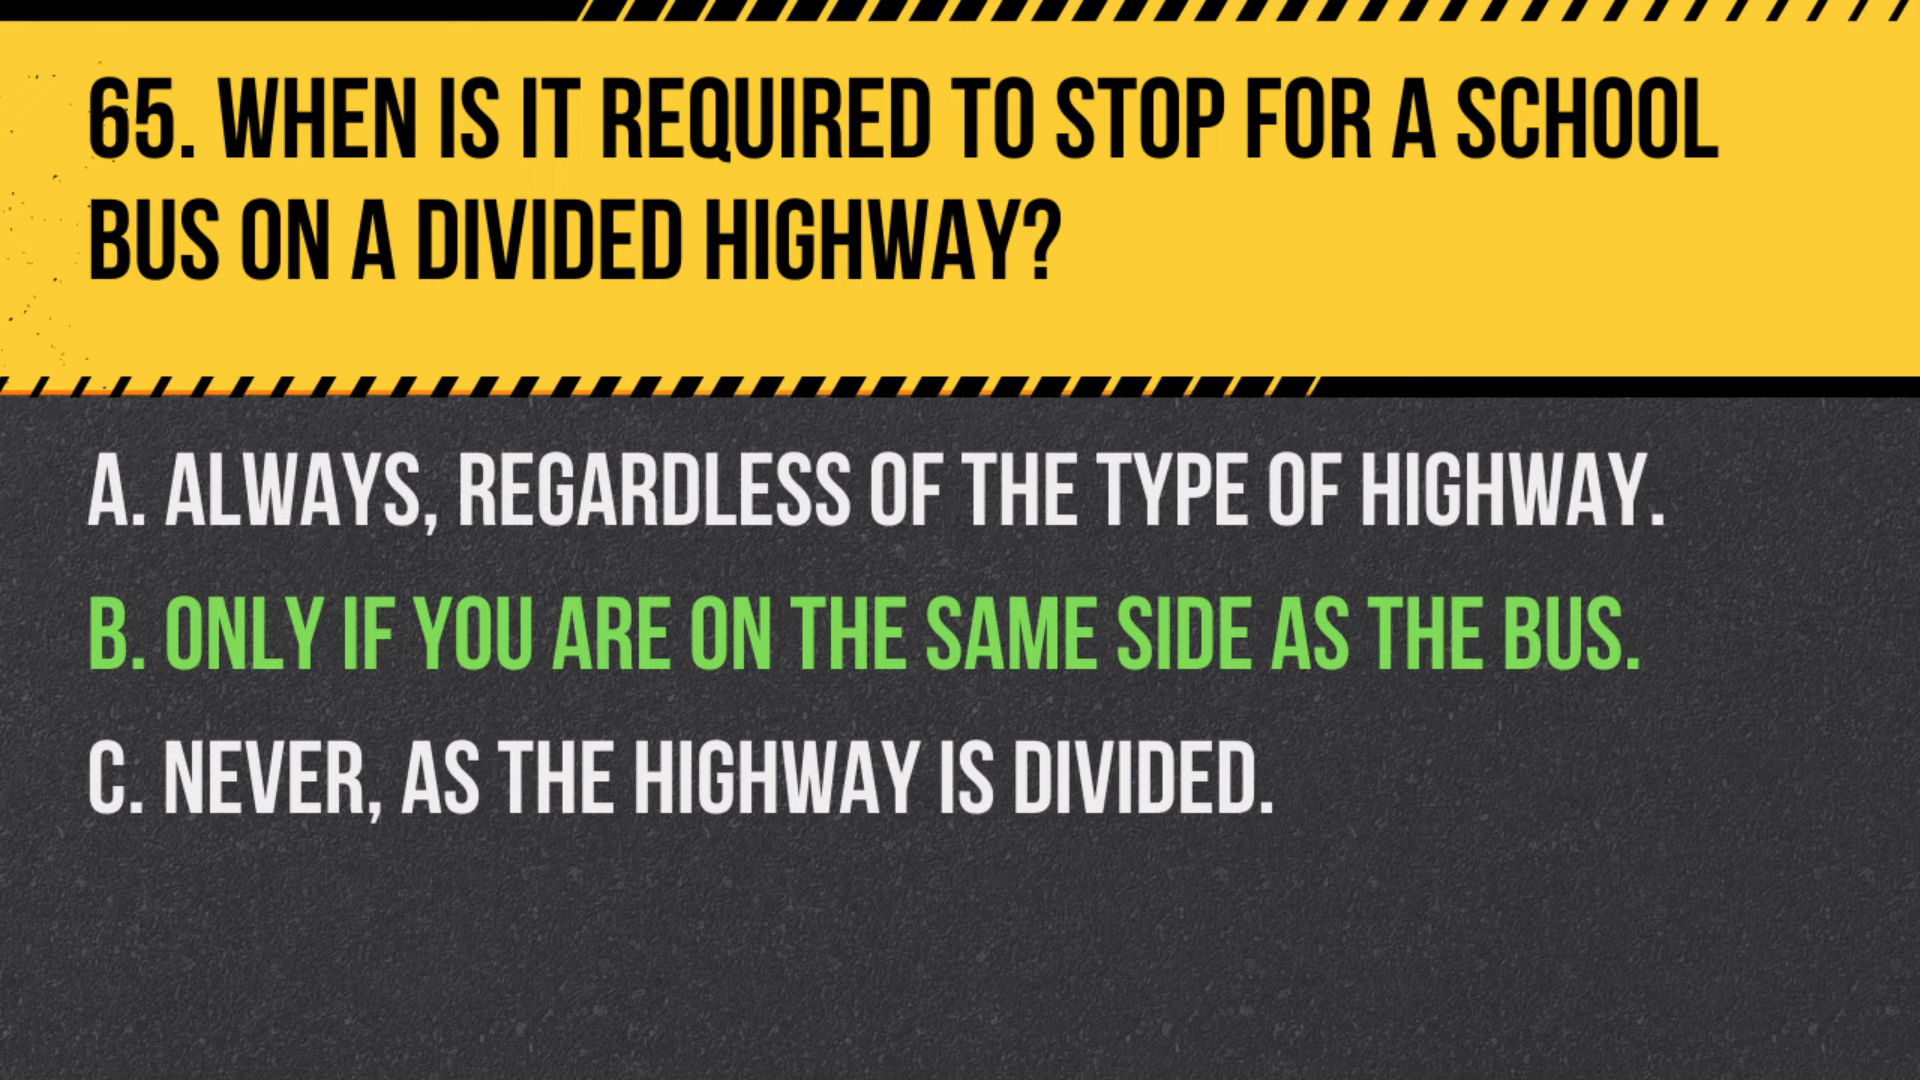 65. WHEN IS IT REQUIRED TO STOP FOR A SCHOOL
BUS ON A DIVIDED HIGHWAY?
A. ALWAYS, REGARDLESS OF THE TYPE OF HIGHWAY.
B. ONLY IF YOU ARE ON THE SAME SIDE AS THE BUS.
C. NEVER, AS THE HIGHWAY IS DIVIDED.